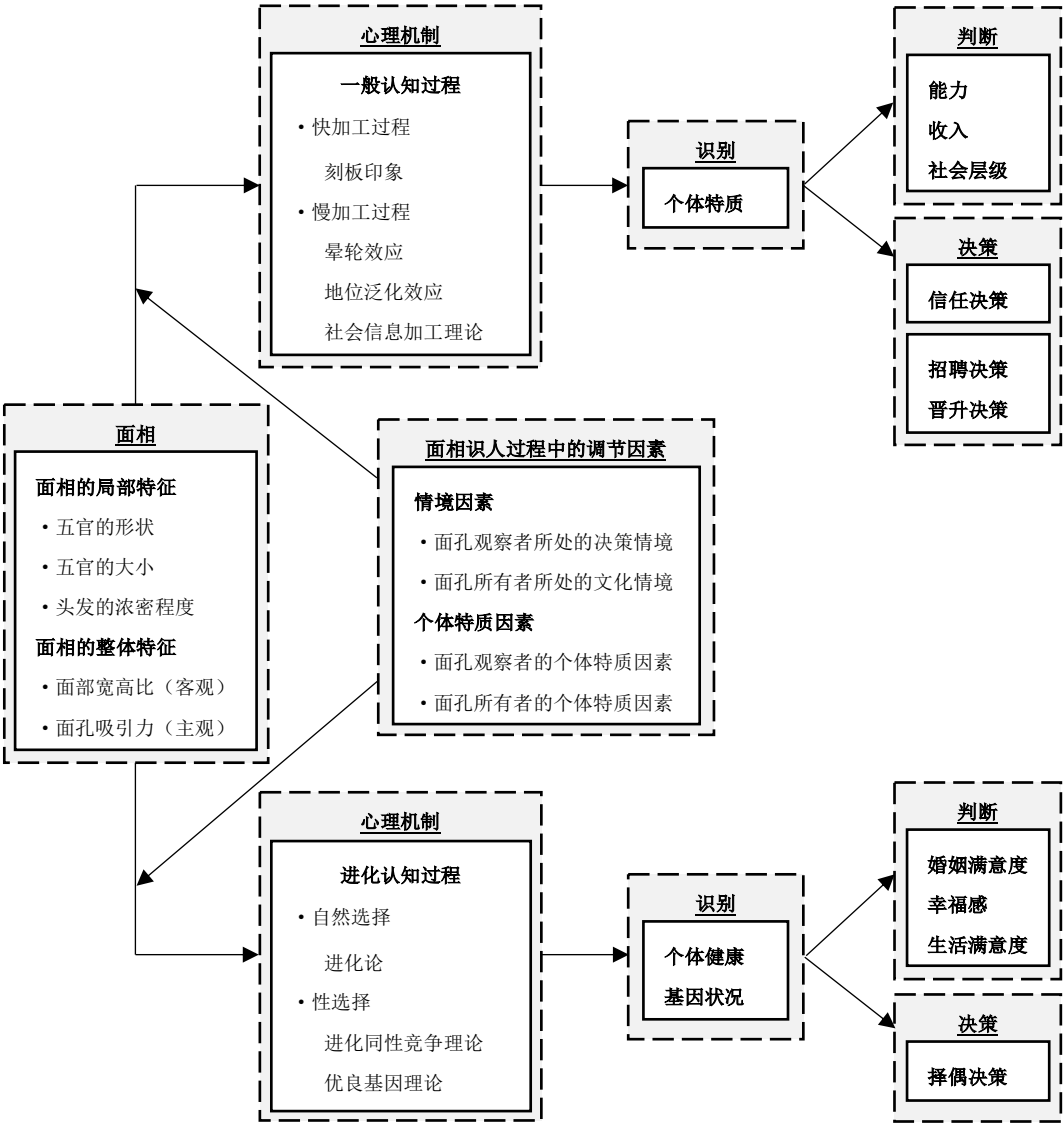 心理机制
一般认知过程
·快加工过程
刻板印象
·慢加工过程
晕轮效应
地位泛化效应
社会信息加工理论
识别
个体特质
判断
能力
收入
社会层级
决策
信任决策
招聘决策
晋升决策
面相
面相的局部特征
·五官的形状
·五官的大小
·头发的浓密程度
面相的整体特征
·面部宽高比（客观）
·面孔吸引力（主观）
面相识人过程中的调节因素
情境因素
·面孔观察者所处的决策情境
·面孔所有者所处的文化情境
个体特质因素
·面孔观察者的个体特质因素
·面孔所有者的个体特质因素
心理机制
进化认知过程
·自然选择
进化论
·性选择
进化同性竞争理论
优良基因理论
识别
个体健康
基因状况
判断
婚姻满意度
幸福感
生活满意度
决策
择偶决策